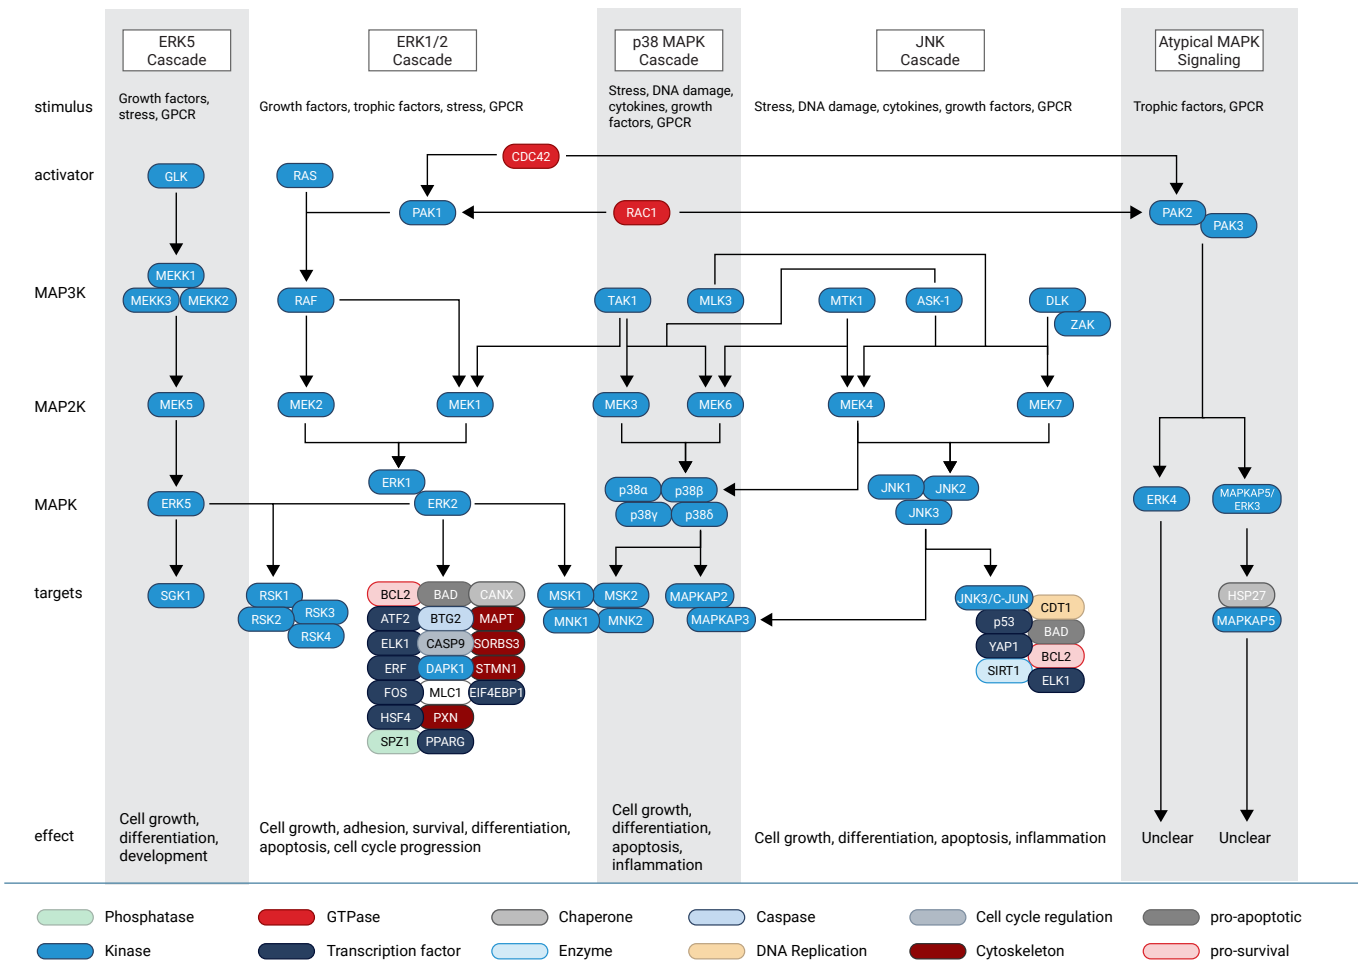 ERK5
Cascade
ERK1/2
Cascade
p38 MAPK
Cascade
JNK
Cascade
Atypical MAPK
Signaling
stimulus
Growth factors,
stress, GPCR
Growth factors, trophic factors, stress, GPCR
Stress, DNA damage,
cytokines, growth
factors, GPCR
Stress, DNA damage, cytokines, growth factors, GPCR
Trophic factors, GPCR
activator
CDC42
GLK
RAS
PAK1
RAC1
PAK2
PAK3
MAP3K
MEKK1
MEKK3
MEKK2
RAF
TAK1
MLK3
MTK1
ASK-1
DLK
ZAK
MAP2K
MEK5
MEK2
MEK1
MEK3
MEK6
MEK4
MEK7
MAPK
ERK5
ERK1
ERK2
p38α
p38β
p38γ
p38δ
JNK1
JNK2
JNK3
ERK4
MAPKAP5/
ERK3
targets
SGK1
RSK1
RSK2
RSK3
RSK4
BCL2
BAD
CANX
ATF2
BTG2
MAPT
ELK1
CASP9
SORBS3
ERF
DAPK1
STMN1
FOS
MLC1
EIF4EBP1
HSF4
PXN
SPZ1
PPARG
MSK1
MSK2
MNK1
MNK2
MAPKAP2
MAPKAP3
JNK3/C-JUN
CDT1
p53
BAD
YAP1
BCL2
SIRT1
ELK1
HSP27
MAPKAP5
effect
Cell growth,
differentiation,
development
Cell growth, adhesion, survival, differentiation,
apoptosis, cell cycle progression
Cell growth,
differentiation,
apoptosis,
inflammation
Cell growth, differentiation, apoptosis, inflammation
Unclear
Unclear
Phosphatase
GTPase
Chaperone
Caspase
Cell cycle regulation
pro-apoptotic
Kinase
Transcription factor
Enzyme
DNA Replication
Cytoskeleton
pro-survival